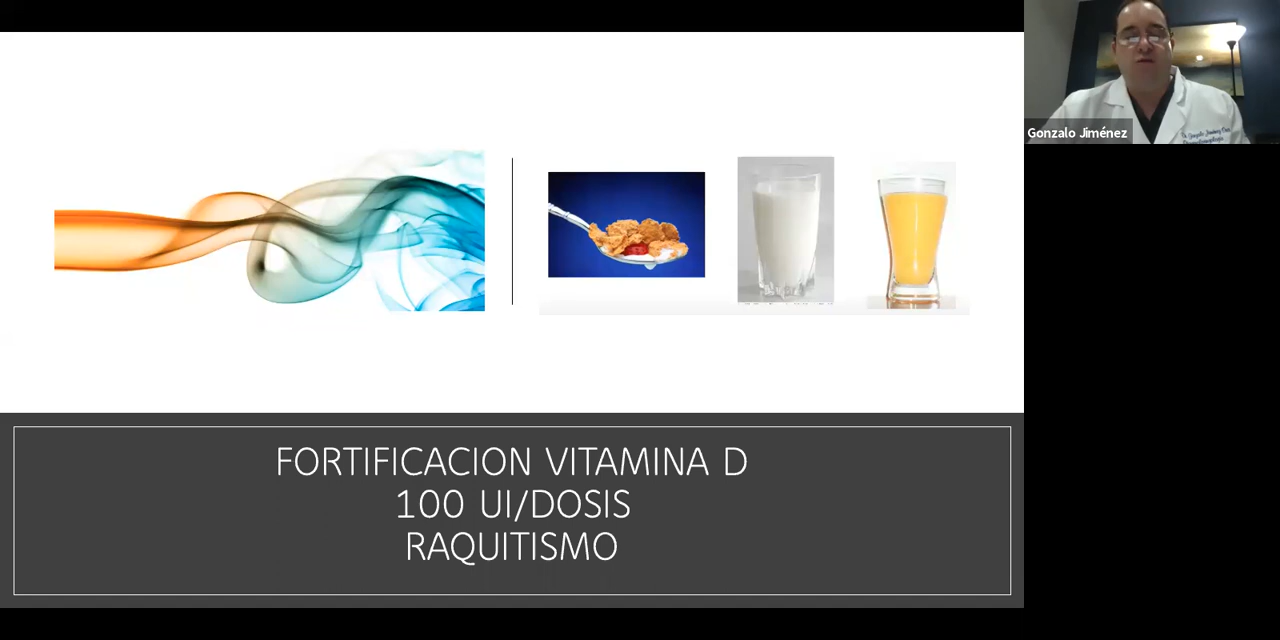 FORTIFICACION VITAMINA D
100 UI/DOSIS
RAQUITISMO
Gonzalo Jiménez